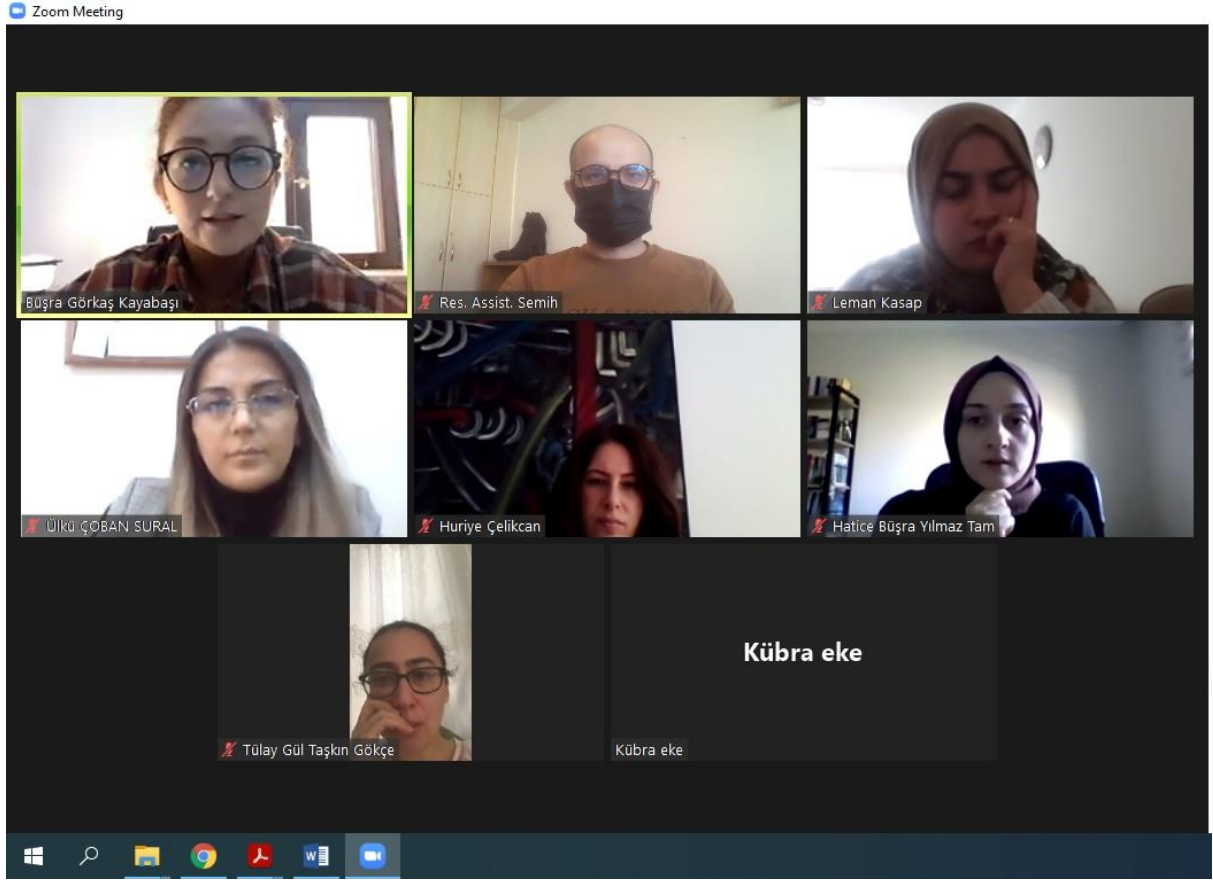 Zoom Meeting
Büşra Görkaş Kayabaşı
Res. Assist. Semih
Leman Kasap
Ülkü ÇOBAN SURAL
Huriye Çelikcan
Hatice Büşra Yılmaz Tam
Kübra eke
Tülay Gül Taşkın Gökçe
Kübra eke